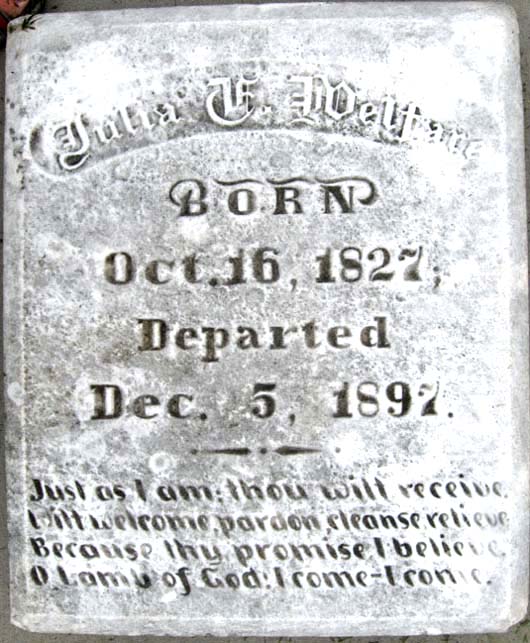 Julia E. Welfare
BORN
Oct. 16, 1827;
Departed
Dec. 5, 1897.
Just as I am: thou wilt receive.
Wilt welcome, pardon, cleanse relieve
Because thy promise, I believe.
O Lamb of God: I come-I come.